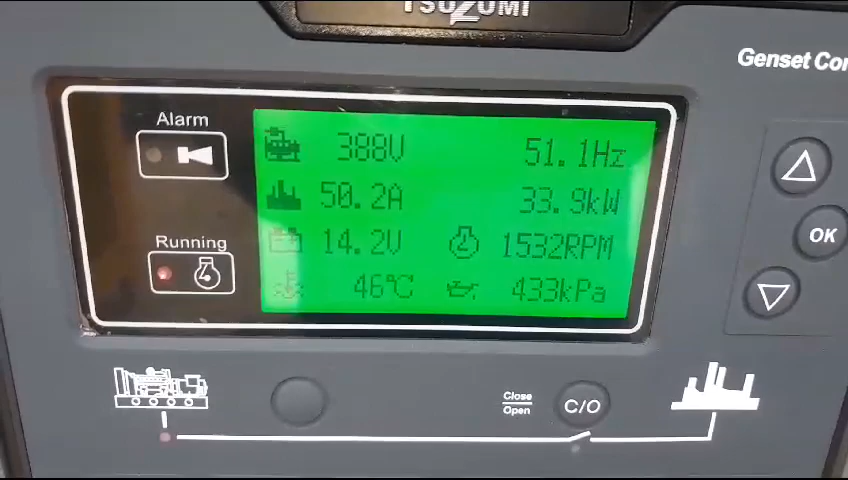 TSUZUMI
Genset Con
Alarm
388V 51.1Hz
50.2A 33.9kW
Running
14.2V 1532RPM
46℃ 433kPa
OK
Close
Open
C/O